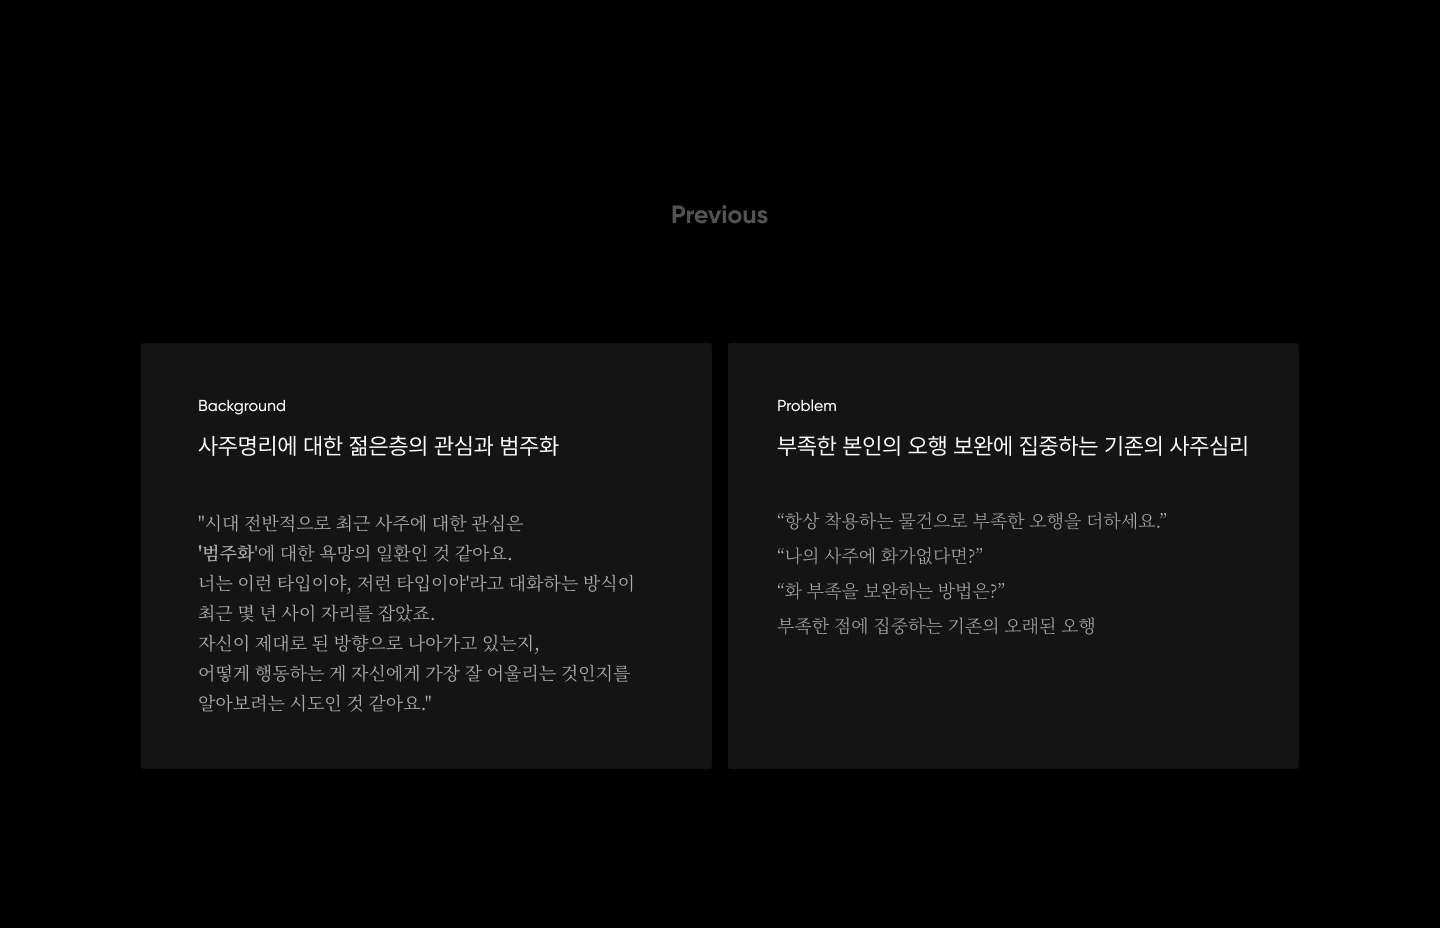 Previous
Background
사주명리에 대한 젊은층의 관심과 범주화
"시대 전반적으로 최근 사주에 대한 관심은
'범주화'에 대한 욕망의 일환인 것 같아요.
너는 이런 타입이야, 저런 타입이야'라고 대화하는 방식이
최근 몇 년 사이 자리를 잡았죠.
자신이 제대로 된 방향으로 나아가고 있는지,
어떻게 행동하는 게 자신에게 가장 잘 어울리는 것인지를
알아보려는 시도인 것 같아요."
Problem
부족한 본인의 오행 보완에 집중하는 기존의 사주심리
“항상 착용하는 물건으로 부족한 오행을 더하세요.”
“나의 사주에 화가없다면?”
“화 부족을 보완하는 방법은?”
부족한 점에 집중하는 기존의 오래된 오행